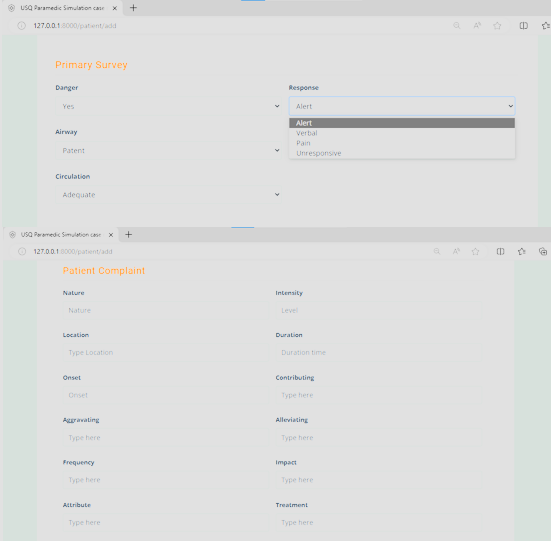 USQ Paramedic Simulation case
127.0.0.1:8000/patient/add
Primary Survey
Danger Response
Yes Alert
Alert
Verbal
Pain
Unresponsive
Airway
Patent
Circulation
Adequate
USQ Paramedic Simulation case
127.0.0.1:8000/patient/add
Patient Complaint
Nature Intensity
Nature Level
Location Duration
Type Location Duration time
Onset Contributing
Onset Type here
Aggravating Alleviating
Type here Type here
Frequency Impact
Type here Type here
Attribute Treatment
Type here Type here